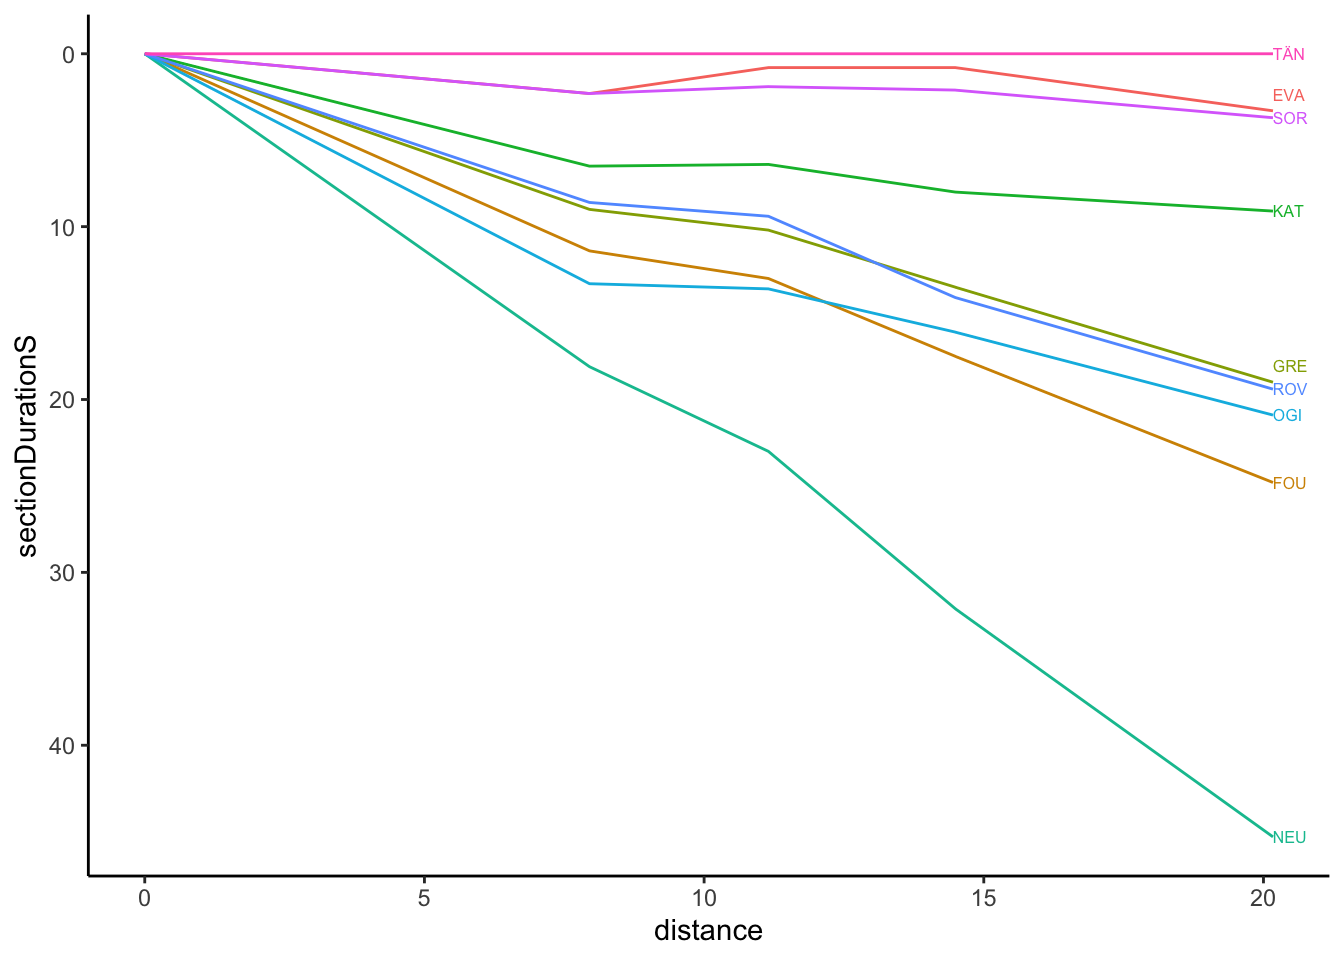 0
10
20
30
40
sectionDurationS
TÄN
EVA
SOR
KAT
GRE
ROV
OGI
FOU
NEU
0 5 10 15 20
distance